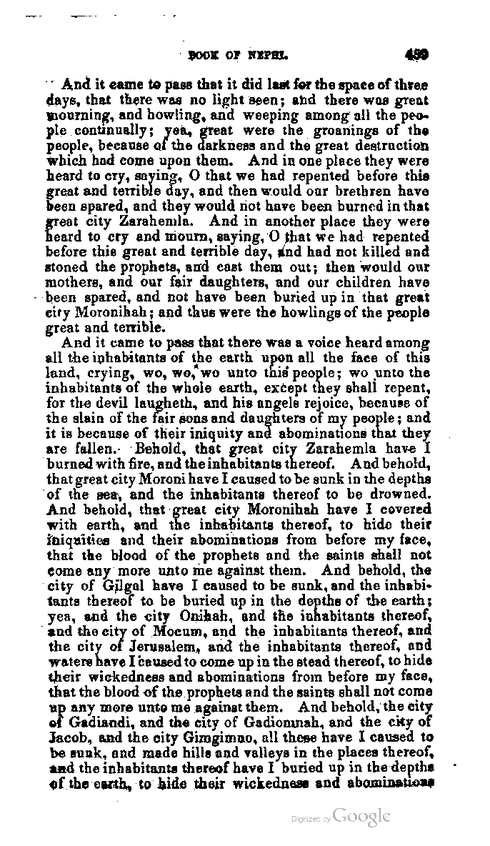 BOOK OF NEPHI. 459
And it came to pass that it did last for the space of three
days, that there was no light seen; and there was great
mourning, and howling, and weeping among all the peo-
ple continually; yea, great were the groanings of the
people, because of the darkness and the great destruction
which had come upon them. And in one place they were
heard to cry, saying, O that we had repented before this
great and terrible day, and then would our brethren have
been spared, and they would not have been burned in that
great city Zarahemla. And in another place they were
heard to cry and mourn, saying, O that we had repented
before this great and terrible day, and had not killed and
stoned the prophets, and cast them out; then would our
mothers, and our fair daughters, and our children have
been spared, and not have been buried up in that great
city Moronihah; and thus were the howlings of the people
great and terrible.
And it came to pass that there was a voice heard among
all the inhabitants of the earth upon all the face of this
land, crying, wo, wo, wo unto this people; wo unto the
inhabitants of the whole earth, except they shall repent,
for the devil laugheth, and his angels rejoice, because of
the slain of the fair sons and daughters of my people; and
it is because of their iniquity and abominations that they
are fallen. Behold, that great city Zarahemla have I
burned with fire, and the inhabitants thereof. And behold,
that great city Moroni have I caused to be sunk in the depths
of the sea, and the inhabitants thereof to be drowned.
And behold, that great city Moronihah have I covered
with earth, and the inhabitants thereof, to hide their
iniquities and their abominations from before my face,
that the blood of the prophets and the saints shall not
come any more unto me against them. And behold, the
city of Gilgal have I caused to be sunk, and the inhabi-
tants thereof to be buried up in the depths of the earth;
yea, and the city Onihah, and the inhabitants thereof,
and the city of Mocum, and the inhabitants thereof, and
the city of Jerusalem, and the inhabitants thereof, and
waters have I caused to come up in the stead thereof, to hide
their wickedness and abominations from before my face,
that the blood of the prophets and the saints shall not come
up any more unto me against them. And behold, the city
of Gadiandi, and the city of Gadiomnah, and the city of
Jacob, and the city Gimgimno, all these have I caused to
be sunk, and made hills and valleys in the places thereof,
and the inhabitants thereof have I buried up in the depths
of the earth, to hide their wickedness and abominations
Digitized by Google